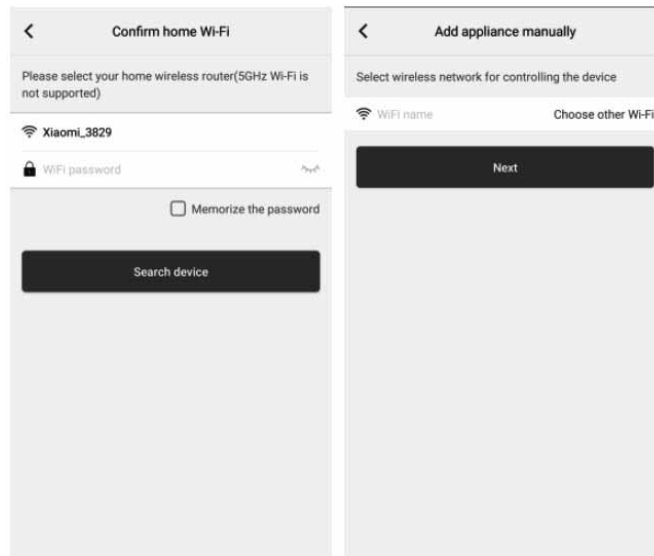 Confirm home Wi-Fi
Please select your home wireless router(5GHz Wi-Fi is
not supported)
Xiaomi_3829
WiFi password
Memorize the password
Search device
Add appliance manually
Select wireless network for controlling the device
WiFi name Choose other Wi-Fi
Next